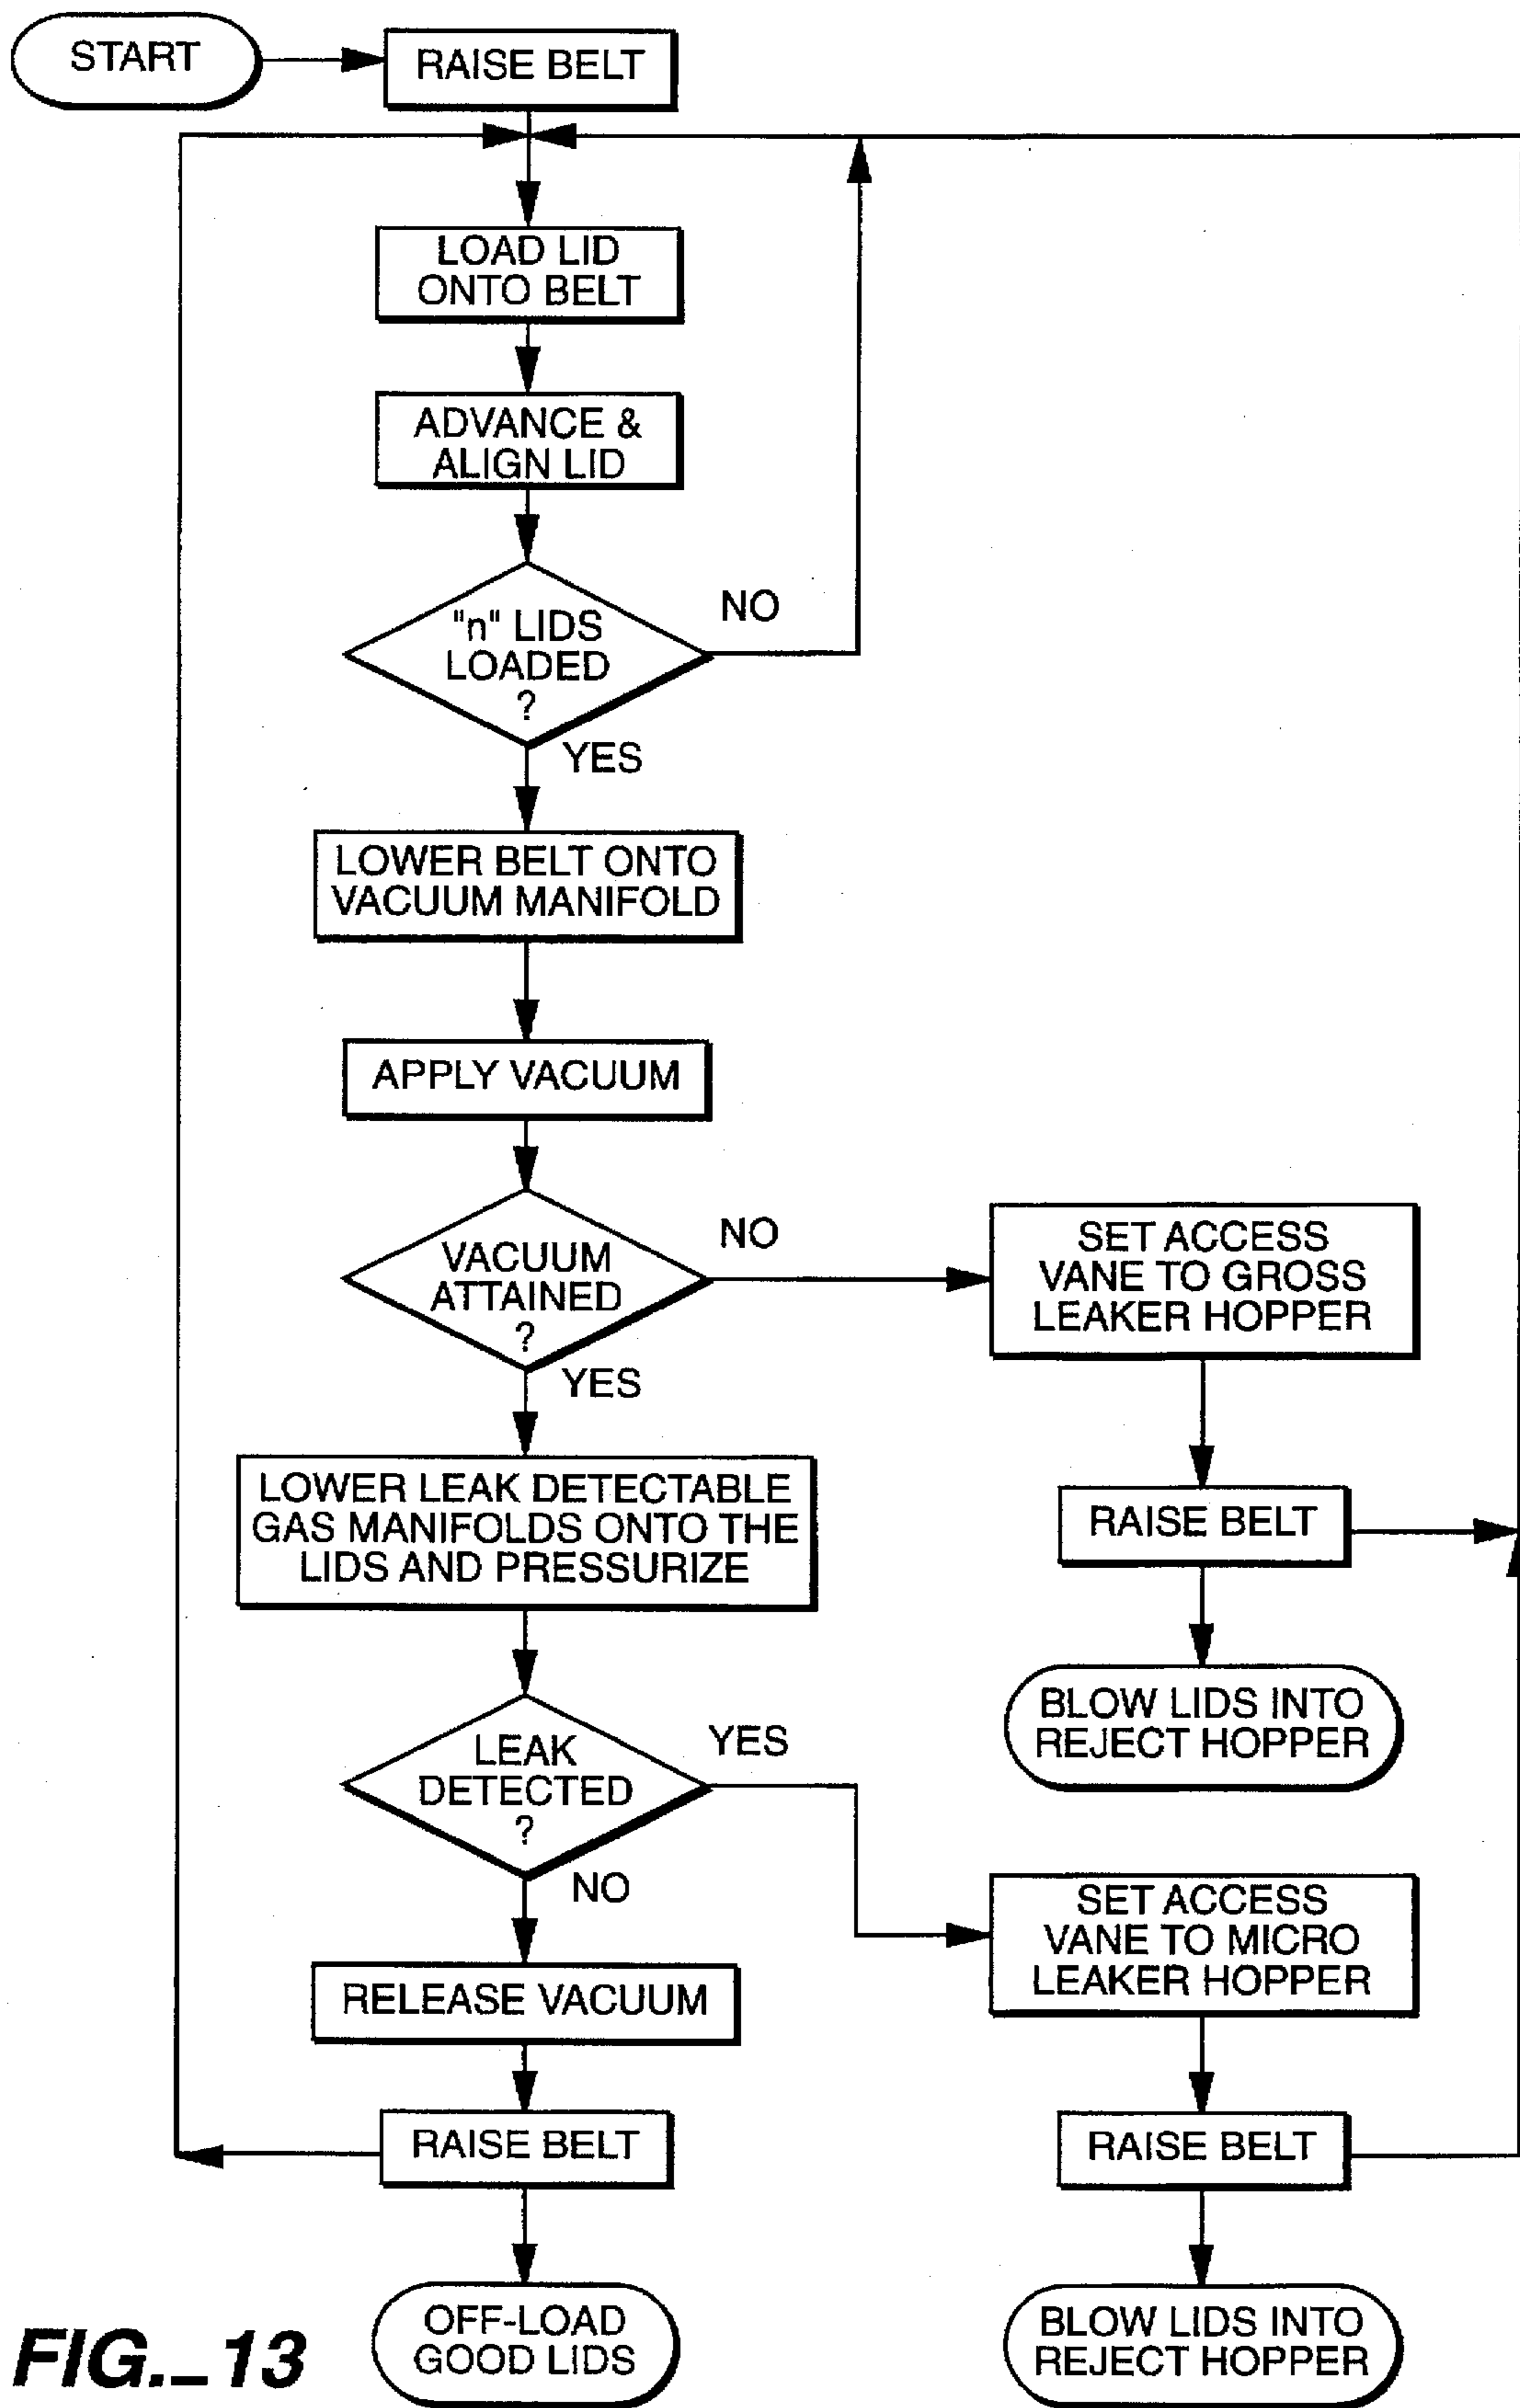 START
RAISE BELT
LOAD LID
ONTO BELT
ADVANCE &
ALIGN LID
"n" LIDS
LOADED
?
NO
YES
LOWER BELT ONTO
VACUUM MANIFOLD
APPLY VACUUM
VACUUM
ATTAINED
?
NO
YES
SET ACCESS
VANE TO GROSS
LEAKER HOPPER
RAISE BELT
BLOW LIDS INTO
REJECT HOPPER
LOWER LEAK DETECTABLE
GAS MANIFOLDS ONTO THE
LIDS AND PRESSURIZE
LEAK
DETECTED
?
YES
NO
SET ACCESS
VANE TO MICRO
LEAKER HOPPER
RAISE BELT
BLOW LIDS INTO
REJECT HOPPER
RELEASE VACUUM
RAISE BELT
OFF-LOAD
GOOD LIDS
FIG._13